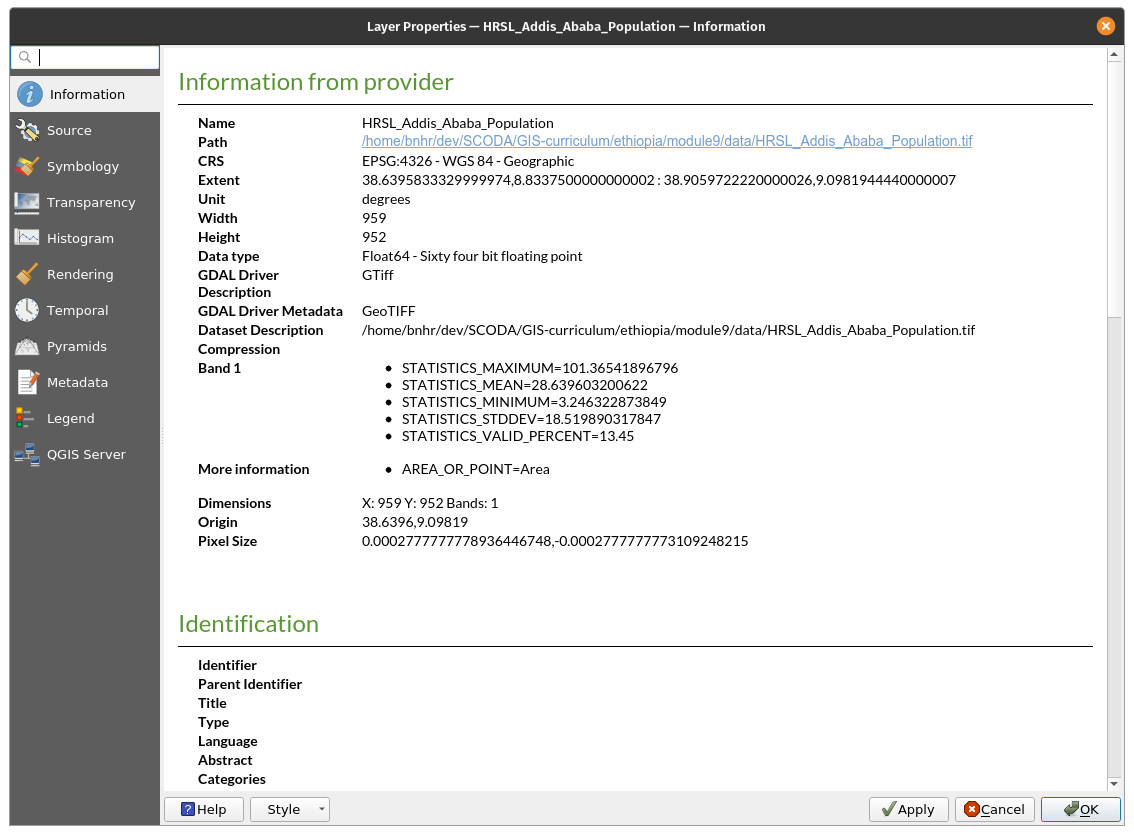 Layer Properties — HRSL_Addis_Ababa_Population — Information
Information
Source
Symbology
Transparency
Histogram
Rendering
Temporal
Pyramids
Metadata
Legend
QGIS Server
Information from provider
Name HRSL_Addis_Ababa_Population
Path /home/bnhr/dev/SCODA/GIS-curriculum/ethiopia/module9/data/HRSL_Addis_Ababa_Population.tif
CRS EPSG:4326 - WGS 84 - Geographic
Extent 38.6395833329999974,8.8337500000000002 : 38.9059722220000026,9.0981944440000007
Unit degrees
Width 959
Height 952
Data type Float64 - Sixty four bit floating point
GDAL Driver GTiff
Description
GDAL Driver Metadata GeoTIFF
Dataset Description /home/bnhr/dev/SCODA/GIS-curriculum/ethiopia/module9/data/HRSL_Addis_Ababa_Population.tif
Compression
Band 1 • STATISTICS_MAXIMUM=101.36541896796
• STATISTICS_MEAN=28.639603200622
• STATISTICS_MINIMUM=3.246322873849
• STATISTICS_STDDEV=18.519890317847
• STATISTICS_VALID_PERCENT=13.45
More information • AREA_OR_POINT=Area
Dimensions X: 959 Y: 952 Bands: 1
Origin 38.6396,9.09819
Pixel Size 0.0002777777778936446748,-0.0002777777773109248215
Identification
Identifier
Parent Identifier
Title
Type
Language
Abstract
Categories
Help
Style
Apply
Cancel
OK